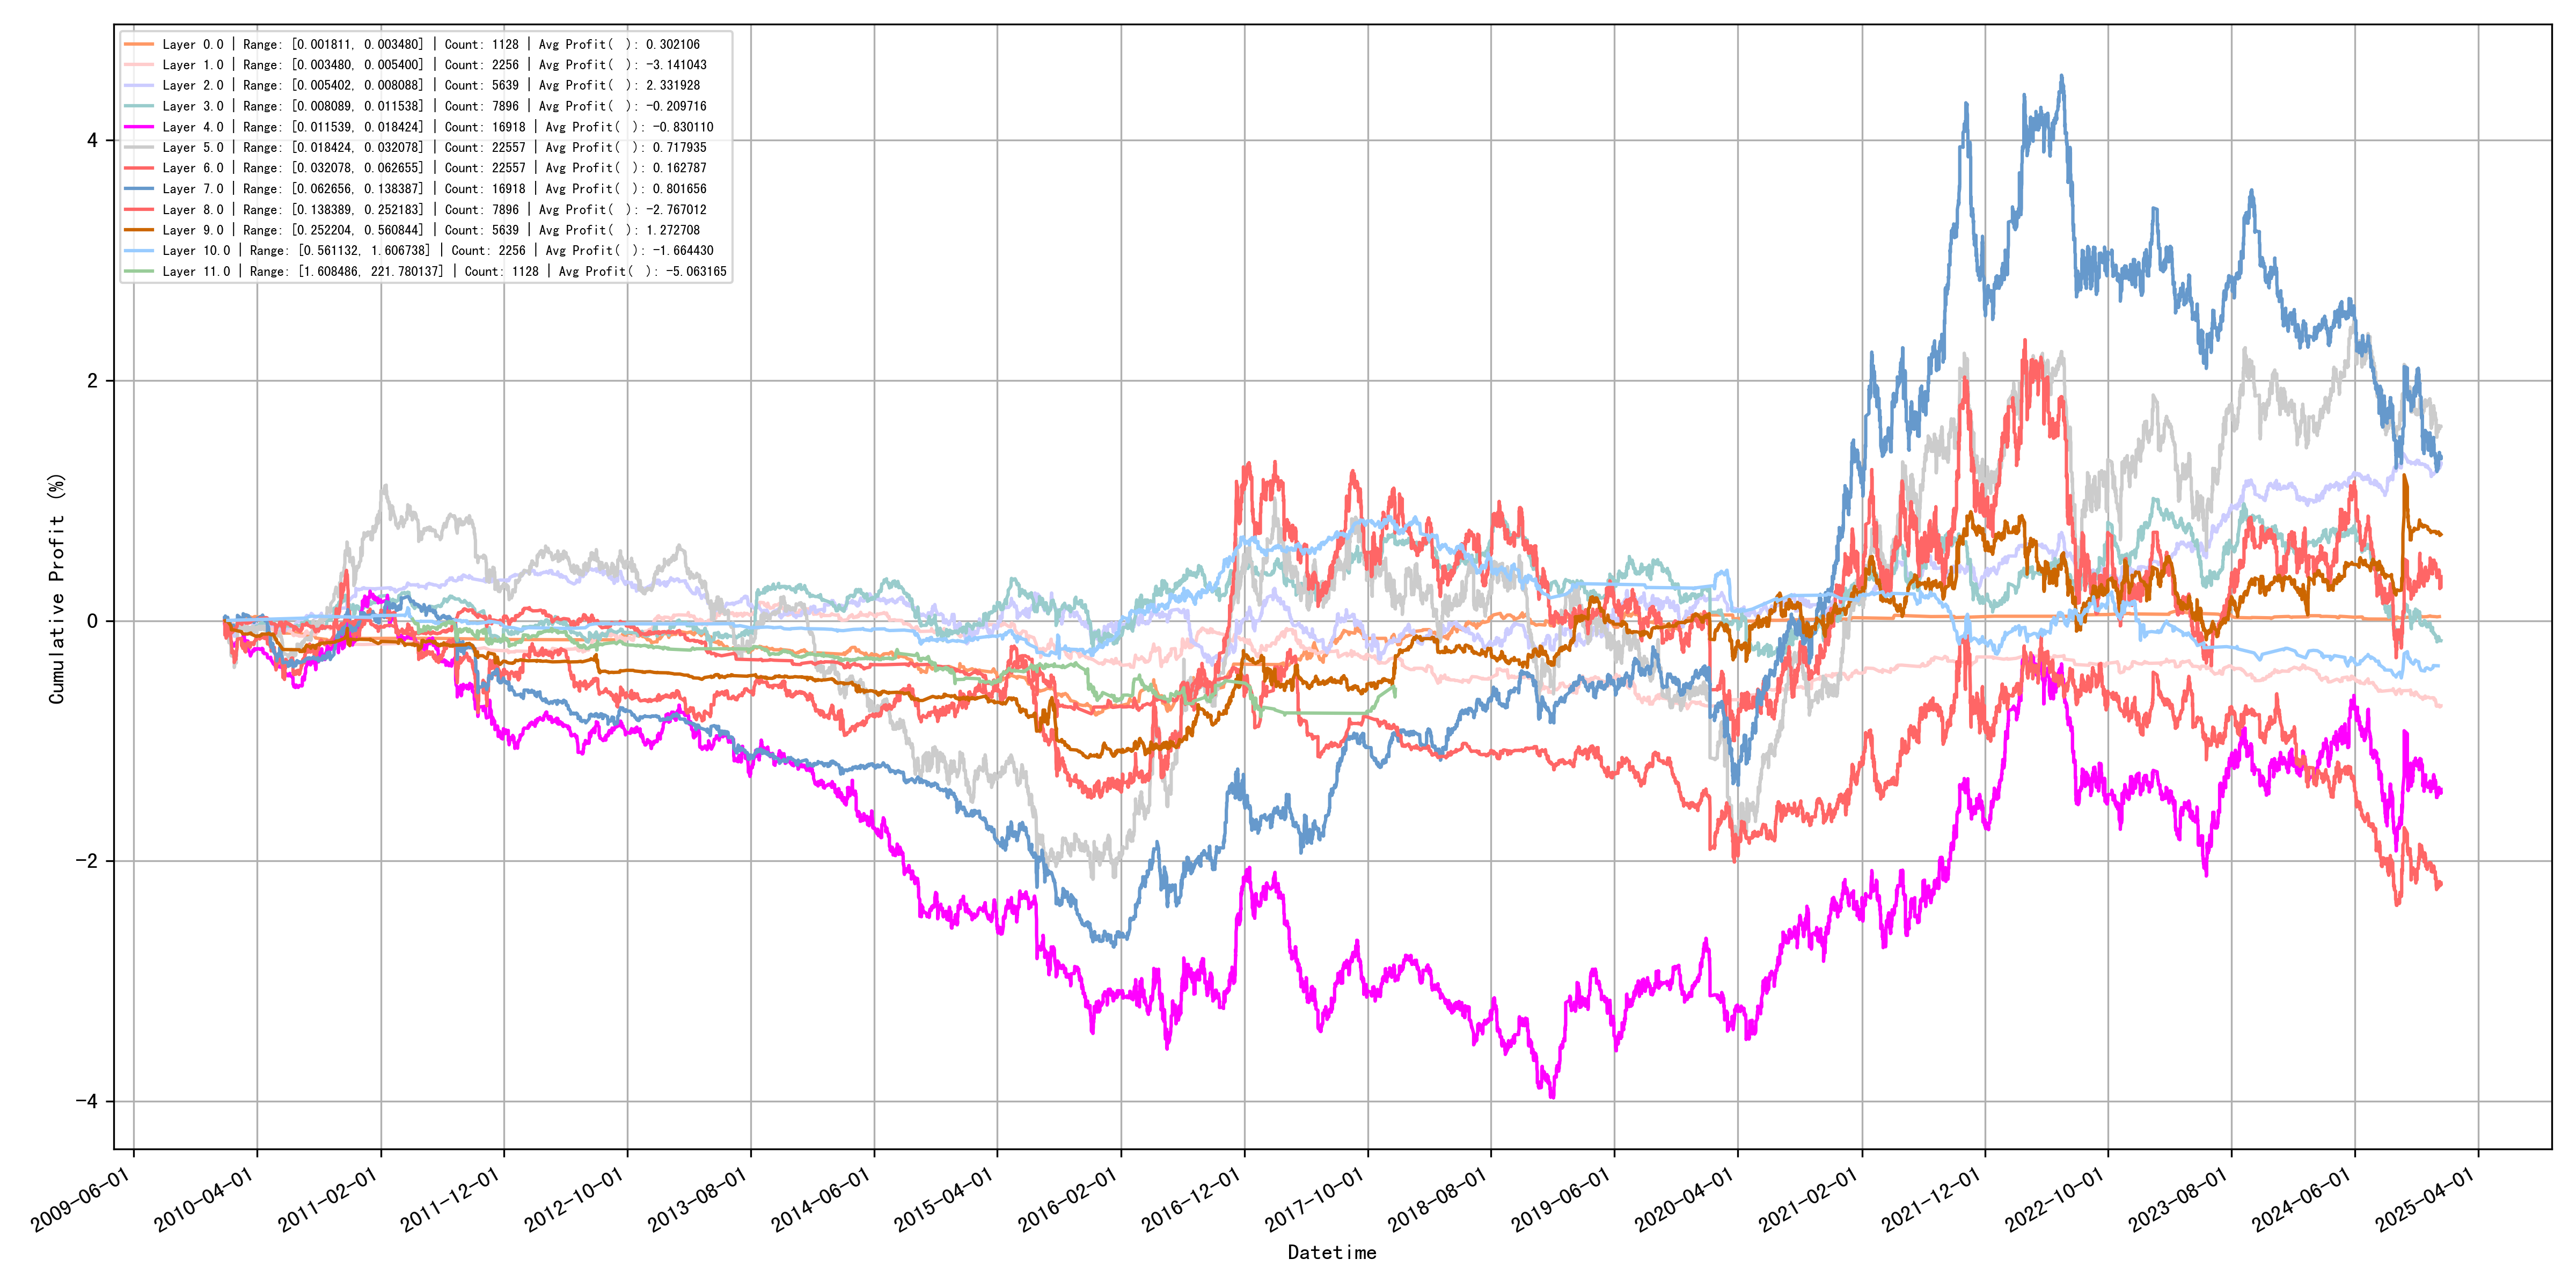 Layer 0.0 | Range: [0.001811, 0.003480] | Count: 1128 | Avg Profit( ): 0.302106
Layer 1.0 | Range: [0.003480, 0.005400] | Count: 2256 | Avg Profit( ): -3.141043
Layer 2.0 | Range: [0.005402, 0.008088] | Count: 5639 | Avg Profit( ): 2.331928
Layer 3.0 | Range: [0.008089, 0.011538] | Count: 7896 | Avg Profit( ): -0.209716
Layer 4.0 | Range: [0.011539, 0.018424] | Count: 16918 | Avg Profit( ): -0.830110
Layer 5.0 | Range: [0.018424, 0.032078] | Count: 22557 | Avg Profit( ): 0.717935
Layer 6.0 | Range: [0.032078, 0.062655] | Count: 22557 | Avg Profit( ): 0.162787
Layer 7.0 | Range: [0.062656, 0.138387] | Count: 16918 | Avg Profit( ): 0.801656
Layer 8.0 | Range: [0.138389, 0.252183] | Count: 7896 | Avg Profit( ): -2.767012
Layer 9.0 | Range: [0.252204, 0.560844] | Count: 5639 | Avg Profit( ): 1.272708
Layer 10.0 | Range: [0.561132, 1.606738] | Count: 2256 | Avg Profit( ): -1.664430
Layer 11.0 | Range: [1.608486, 221.780137] | Count: 1128 | Avg Profit( ): -5.063165
4
2
0
-2
-4
Cumulative Profit (%)
2009-06-01
2010-04-01
2011-02-01
2011-12-01
2012-10-01
2013-08-01
2014-06-01
2015-04-01
2016-02-01
2016-12-01
2017-10-01
2018-08-01
2019-06-01
2020-04-01
2021-02-01
2021-12-01
2022-10-01
2023-08-01
2024-06-01
2025-04-01
Datetime